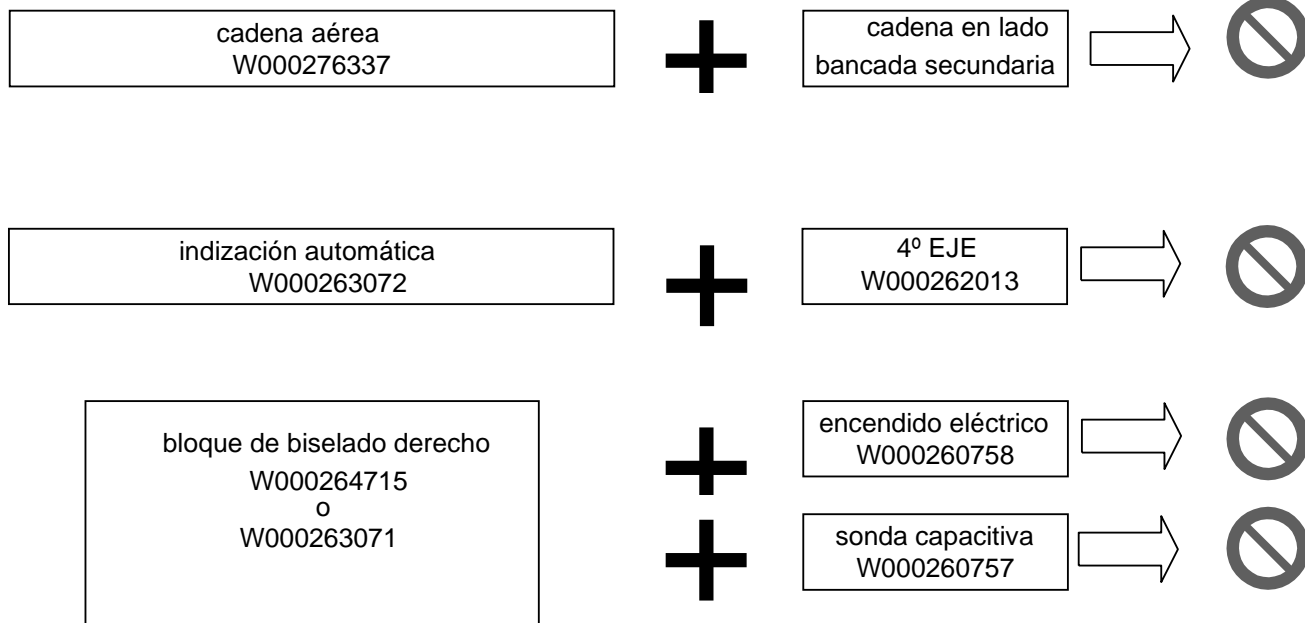 cadena aérea
W000276337
cadena en lado
bancada secundaria
indización automática
W000263072
4º EJE
W000262013
bloque de biselado derecho
W000264715
o
W000263071
encendido eléctrico
W000260758
sonda capacitiva
W000260757